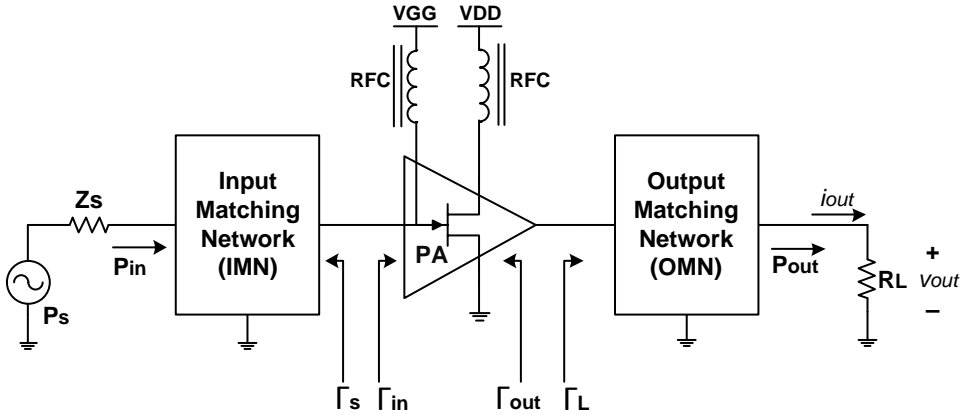 VGG
VDD
RFC
RFC
Input
Matching
Network
(IMN)
Output
Matching
Network
(OMN)
Zs
Pin
Ps
PA
iout
Pout
RL
+
vout
−
Γs
Γin
Γout
ΓL